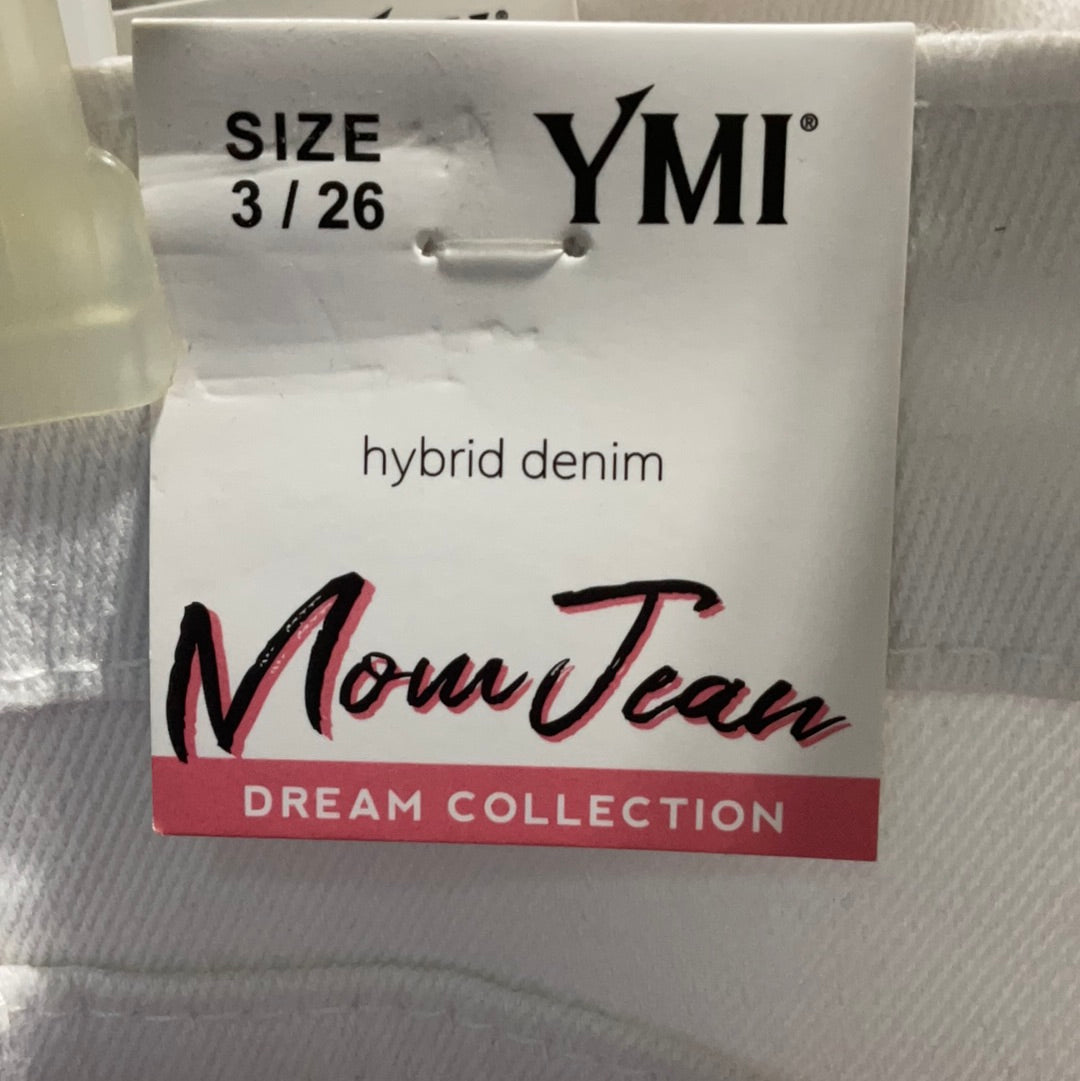 SIZE
3 / 26
YMI®
hybrid denim
Mom Jean
DREAM COLLECTION